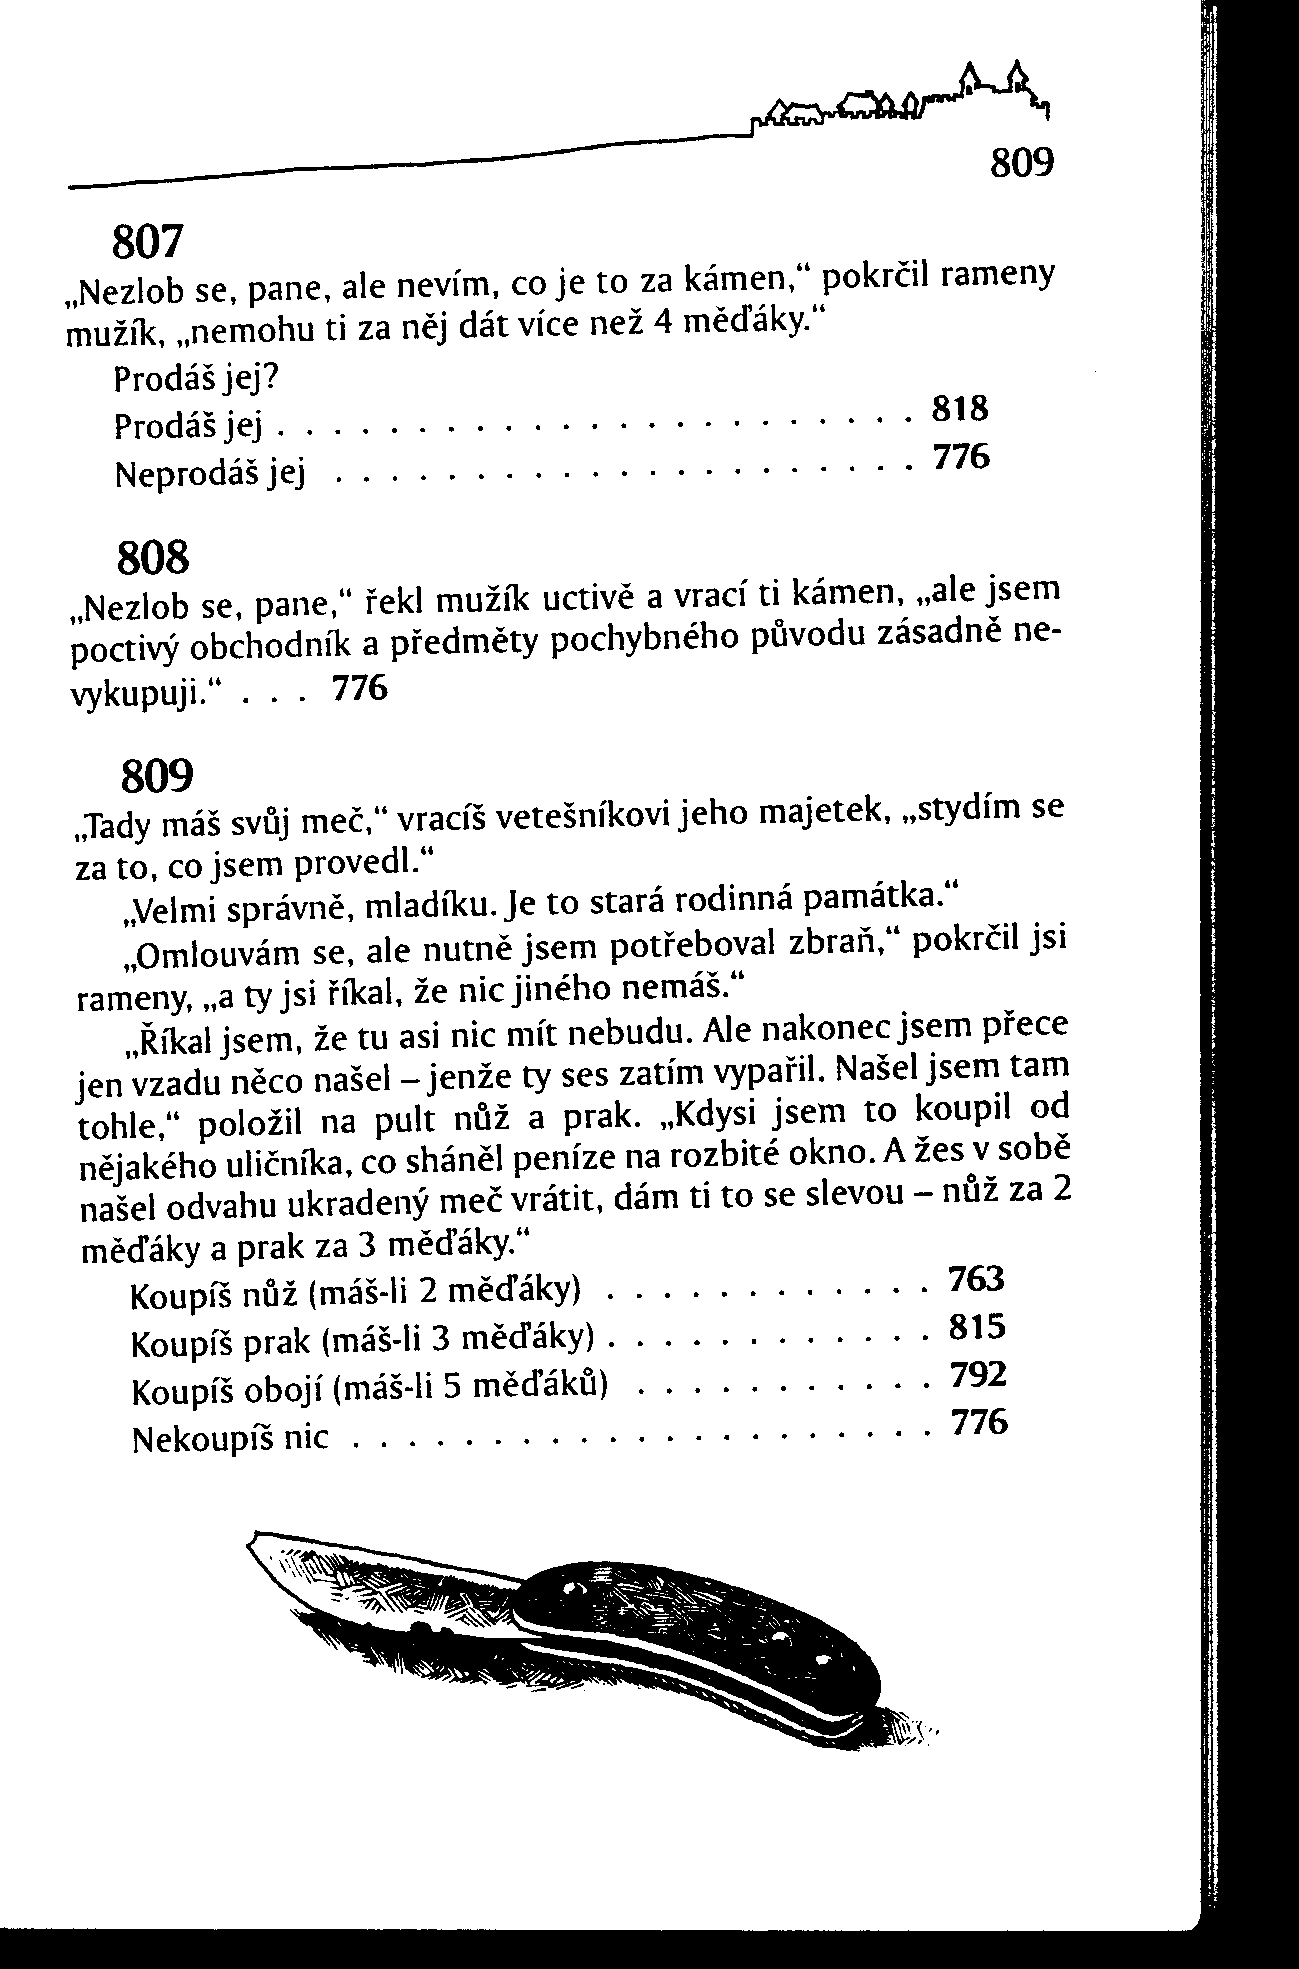 809
807
„Nezlob se, pane, ale nevím, co je to za kámen,“ pokrčil rameny
mužík, „nemohu ti za něj dát více než 4 měďáky.“
Prodáš jej?
Prodáš jej . . . . . . . . . . . . . . . . . . . . . . . 818
Neprodáš jej . . . . . . . . . . . . . . . . . . . . . 776
808
„Nezlob se, pane,“ řekl mužík uctivě a vrací ti kámen, „ale jsem
poctivý obchodník a předměty pochybného původu zásadně ne-
vykupuji.“ . . . 776
809
„Tady máš svůj meč,“ vracíš vetešníkovi jeho majetek, „stydím se
za to, co jsem provedl.“
„Velmi správně, mladíku. Je to stará rodinná památka.“
„Omlouvám se, ale nutně jsem potřeboval zbraň,“ pokrčil jsi
rameny, „a ty jsi říkal, že nic jiného nemáš.“
„Říkal jsem, že tu asi nic mít nebudu. Ale nakonec jsem přece
jen vzadu něco našel – jenže ty ses zatím vypařil. Našel jsem tam
tohle,“ položil na pult nůž a prak. „Kdysi jsem to koupil od
nějakého uličníka, co sháněl peníze na rozbité okno. A žes v sobě
našel odvahu ukradený meč vrátit, dám ti to se slevou – nůž za 2
měďáky a prak za 3 měďáky.“
Koupíš nůž (máš-li 2 měďáky) . . . . . . . . . . . . 763
Koupíš prak (máš-li 3 měďáky) . . . . . . . . . . . . 815
Koupíš obojí (máš-li 5 měďáků) . . . . . . . . . . . 792
Nekoupíš nic . . . . . . . . . . . . . . . . . . . . . 776